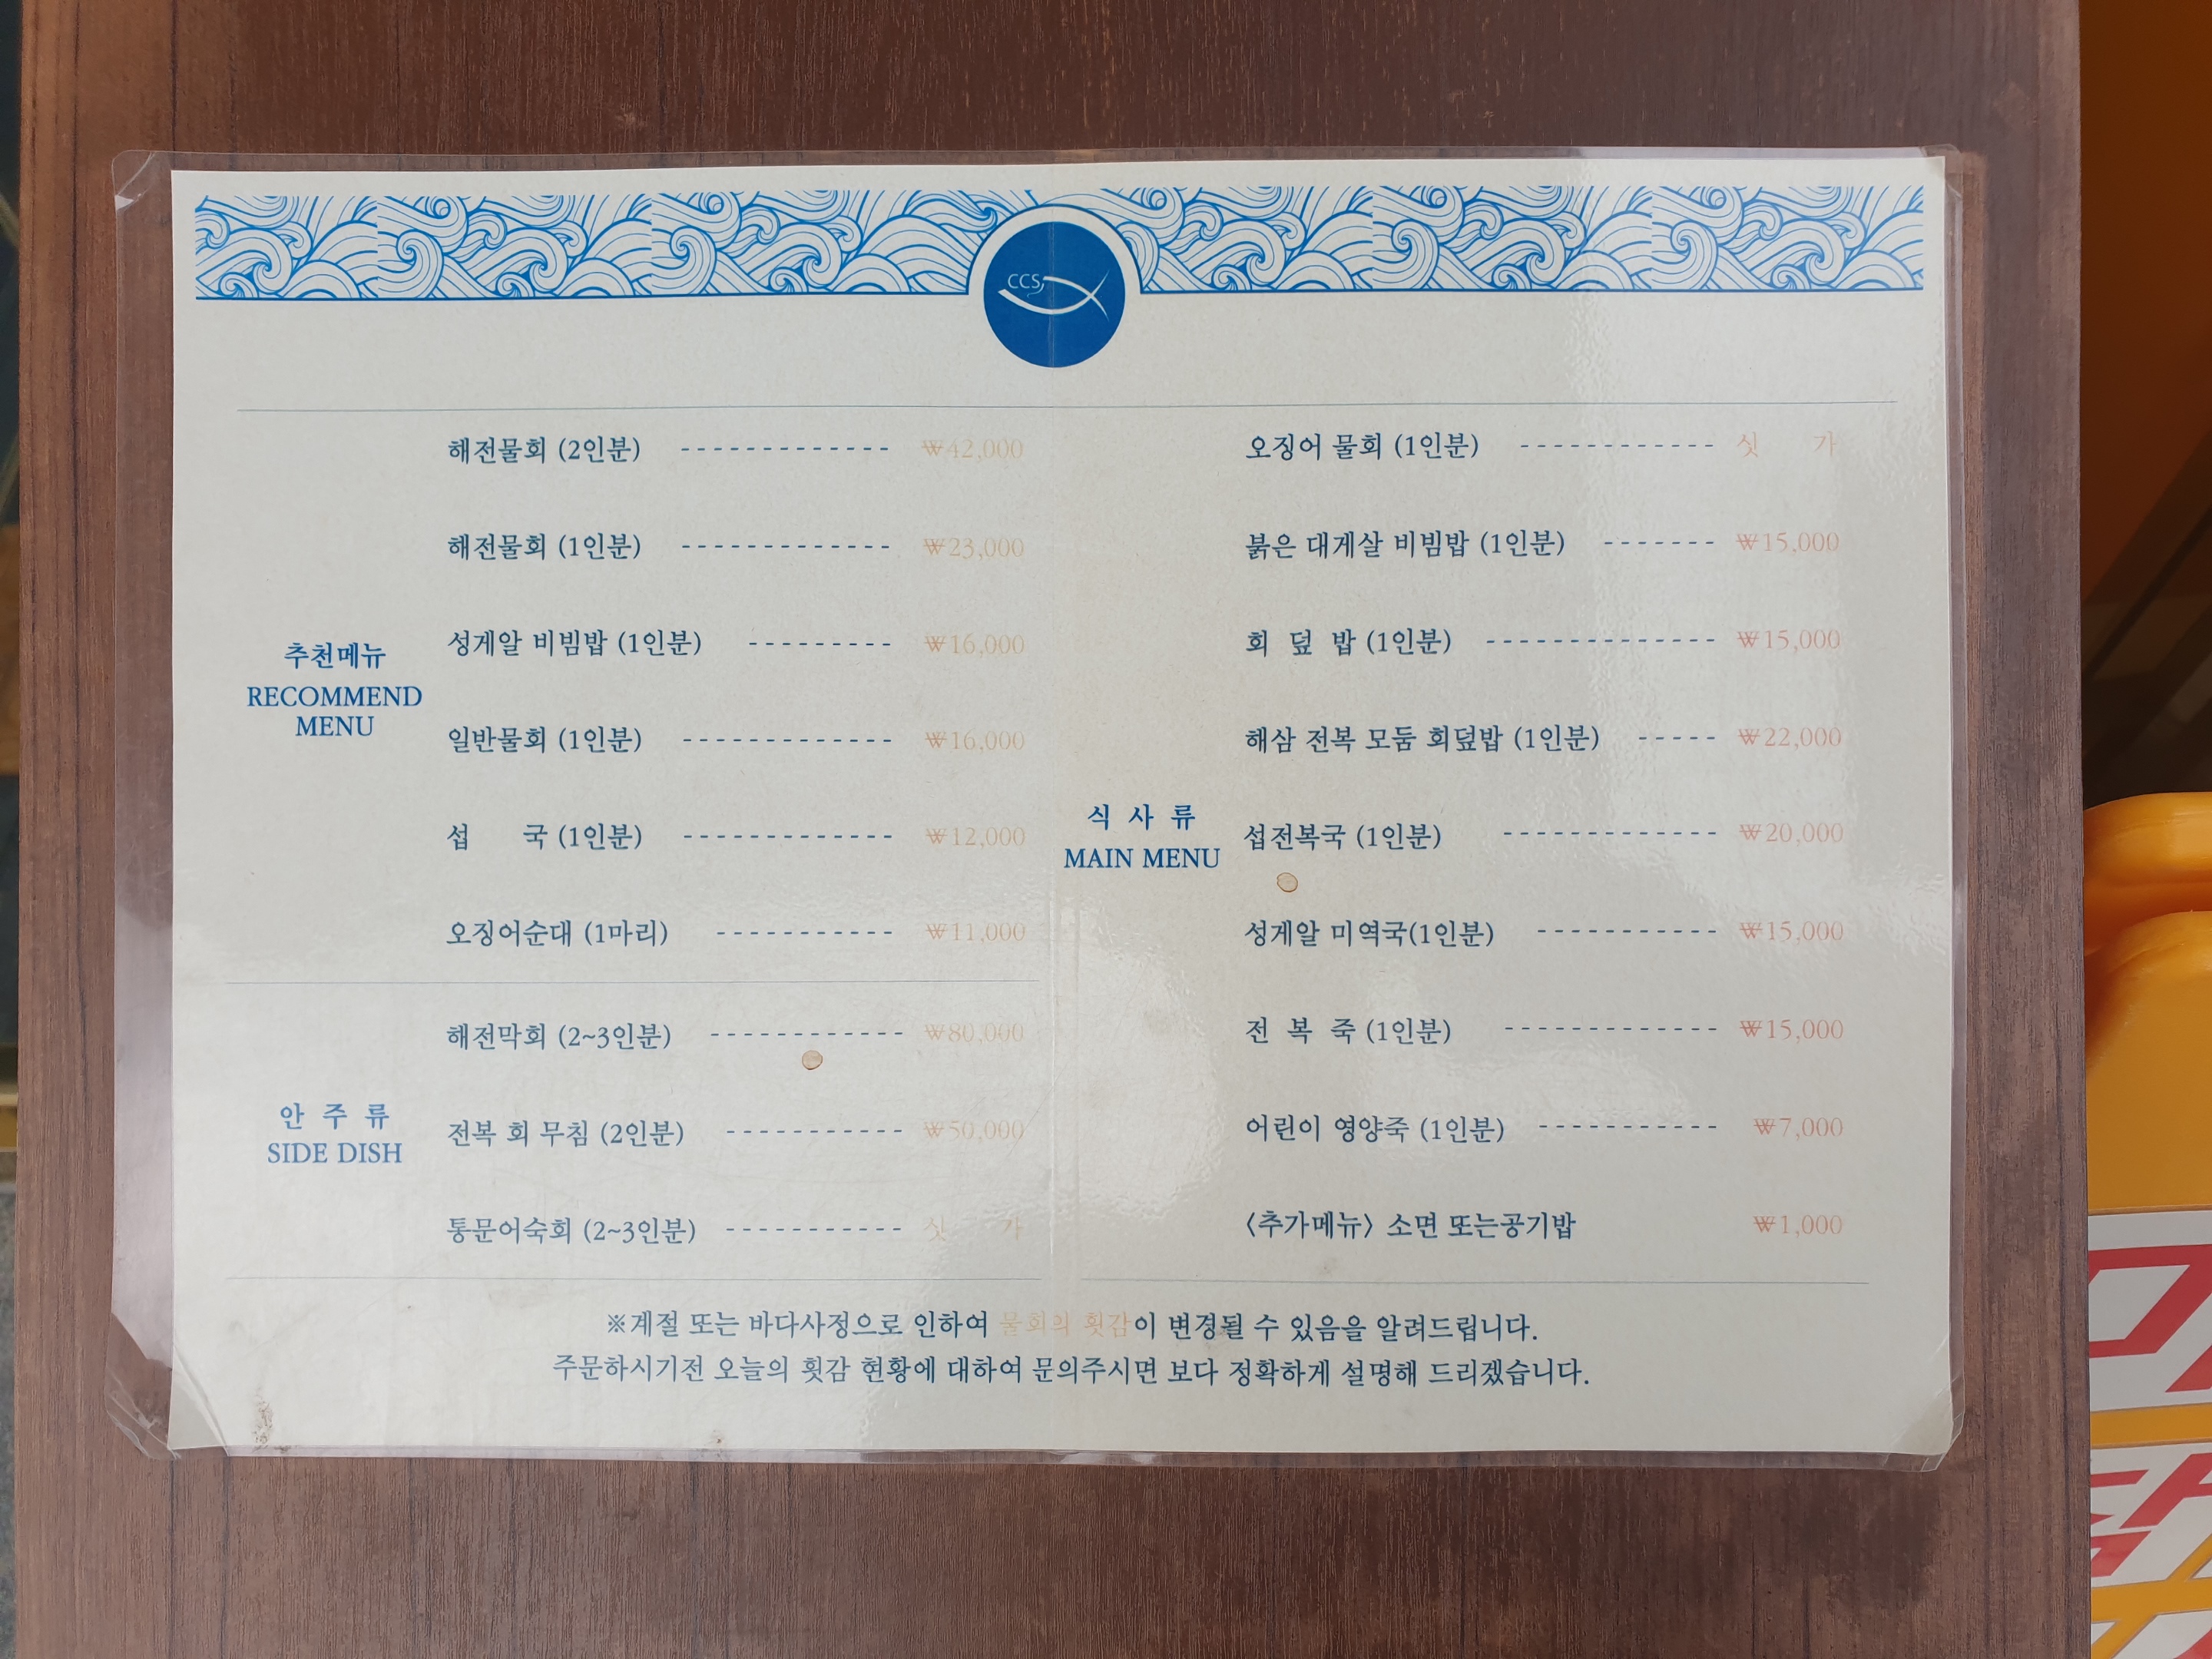 CCS
추천메뉴
RECOMMEND
MENU
해전물회 (2인분) ------------- ₩42,000
해전물회 (1인분) ------------- ₩23,000
성게알 비빔밥 (1인분) --------- ₩16,000
일반물회 (1인분) ------------- ₩16,000
섭 국 (1인분) ------------- ₩12,000
오징어순대 (1마리) ----------- ₩11,000
안 주 류
SIDE DISH
해전막회 (2~3인분) ------------ ₩80,000
전복 회 무침 (2인분) ----------- ₩50,000
통문어숙회 (2~3인분) ----------- 싯 가
식 사 류
MAIN MENU
오징어 물회 (1인분) ------------ 싯 가
붉은 대게살 비빔밥 (1인분) ------- ₩15,000
회 덮 밥 (1인분) -------------- ₩15,000
해삼 전복 모둠 회덮밥 (1인분) ----- ₩22,000
섭전복국 (1인분) ------------- ₩20,000
성게알 미역국(1인분) ----------- ₩15,000
전 복 죽 (1인분) ------------- ₩15,000
어린이 영양죽 (1인분) ----------- ₩7,000
〈추가메뉴〉 소면 또는공기밥 ₩1,000
※계절 또는 바다사정으로 인하여 물회의 횟감이 변경될 수 있음을 알려드립니다.
주문하시기전 오늘의 횟감 현황에 대하여 문의주시면 보다 정확하게 설명해 드리겠습니다.